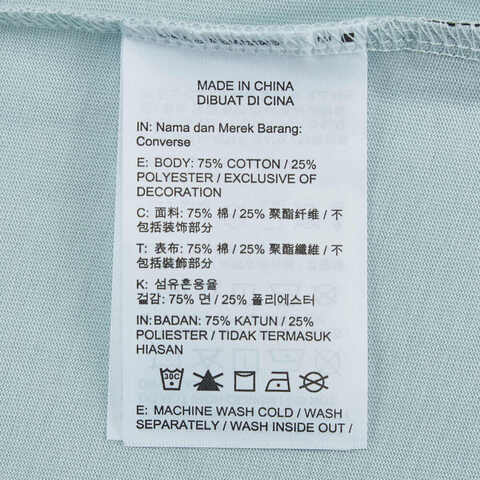 MADE IN CHINA
DIBUAT DI CINA
IN: Nama dan Merek Barang:
Converse
E: BODY: 75% COTTON / 25%
POLYESTER / EXCLUSIVE OF
DECORATION
C: 面料: 75% 棉 / 25% 聚酯纤维 / 不
包括装饰部分
T: 表布: 75% 棉 / 25% 聚酯纖維 / 不
包括裝飾部分
K: 섬유혼용율
겉감: 75% 면 / 25% 폴리에스터
IN: BADAN: 75% KATUN / 25%
POLIESTER / TIDAK TERMASUK
HIASAN
30C
E: MACHINE WASH COLD / WASH
SEPARATELY / WASH INSIDE OUT /